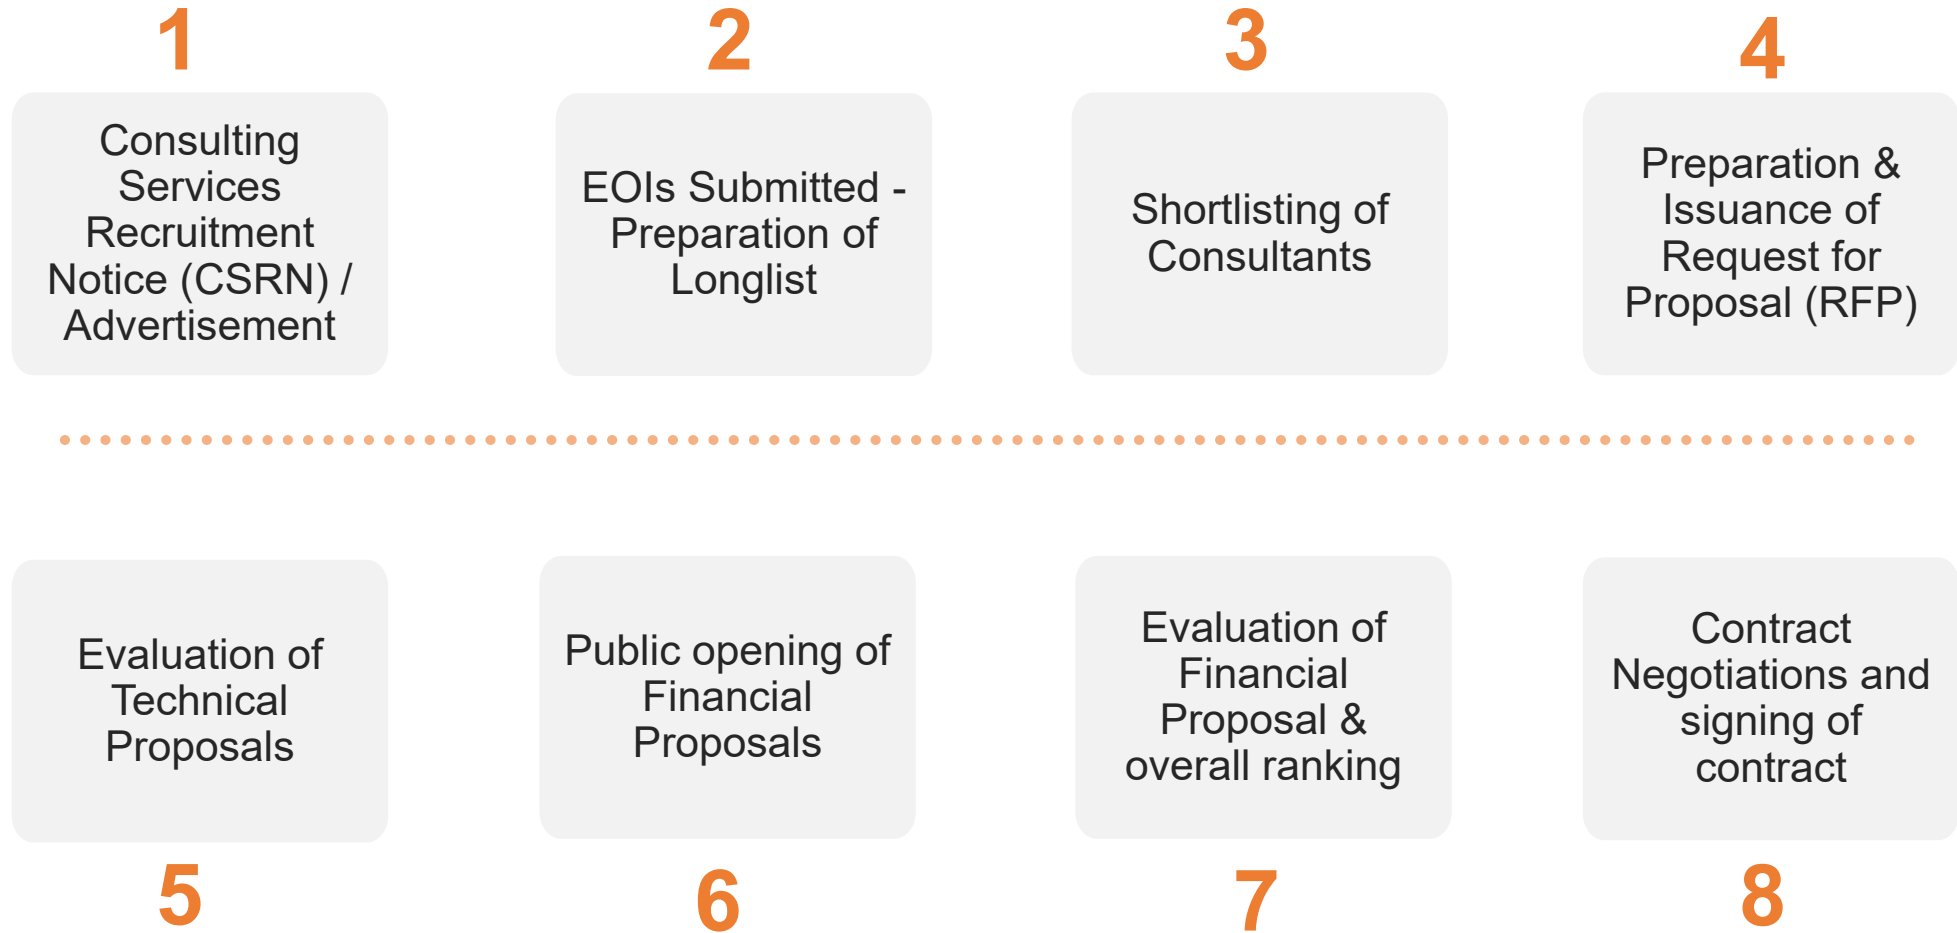 1
Consulting
Services
Recruitment
Notice (CSRN) /
Advertisement
2
EOIs Submitted -
Preparation of
Longlist
3
Shortlisting of
Consultants
4
Preparation &
Issuance of
Request for
Proposal (RFP)
Evaluation of
Technical
Proposals
5
Public opening of
Financial
Proposals
6
Evaluation of
Financial
Proposal &
overall ranking
7
Contract
Negotiations and
signing of
contract
8